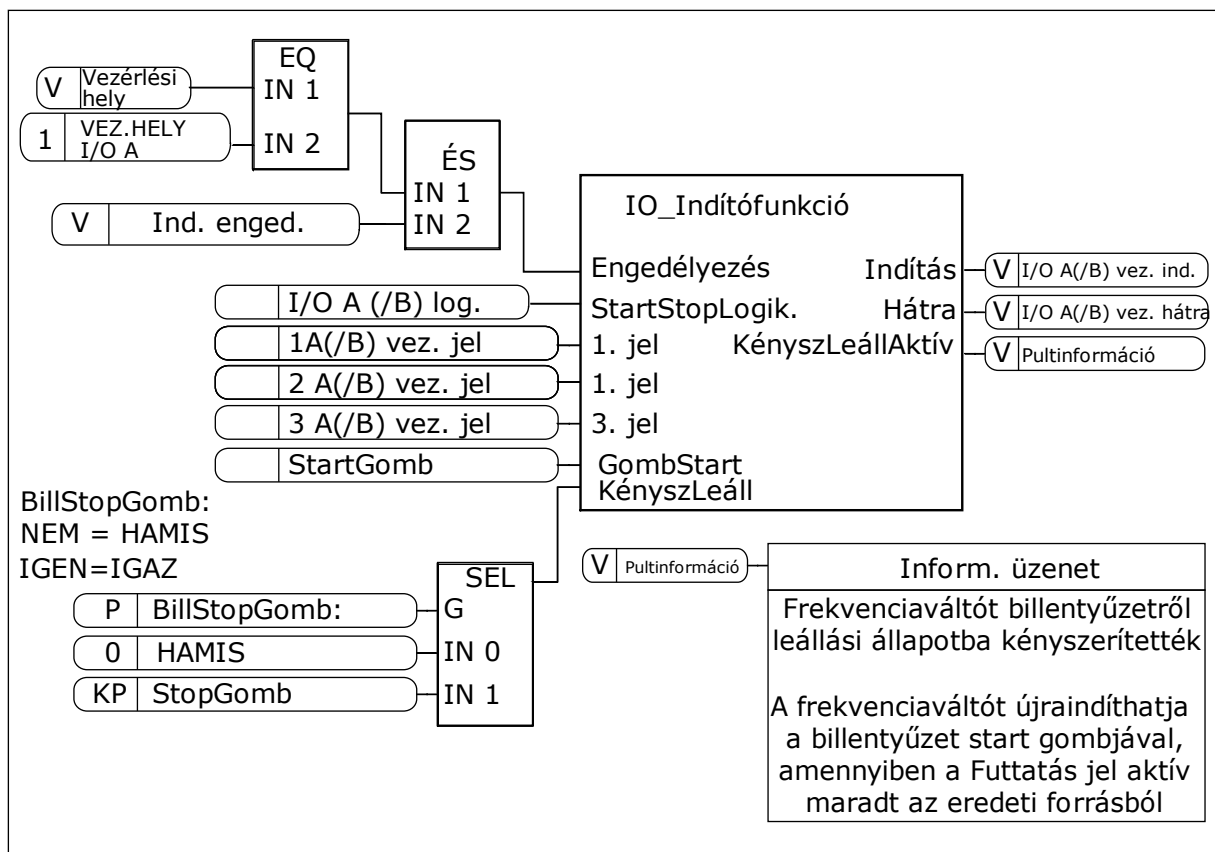 EQ
V Vezérlési hely
IN 1
1 VEZ.HELY I/O A
IN 2
ÉS
IN 1
V Ind. enged.
IN 2
IO_Indítófunkció
Engedélyezés
Indítás
V I/O A(/B) vez. ind.
I/O A (/B) log.
StartStopLogik.
Hátra
V I/O A(/B) vez. hátra
1A(/B) vez. jel
1. jel
KényszLeállAktív
V Pultinformáció
2 A(/B) vez. jel
1. jel
3 A(/B) vez. jel
3. jel
StartGomb
GombStart
KényszLeáll
BillStopGomb:
NEM = HAMIS
IGEN=IGAZ
SEL
P BillStopGomb:
G
0 HAMIS
IN 0
KP StopGomb
IN 1
V Pultinformáció
Inform. üzenet
Frekvenciaváltót billentyűzetről
leállási állapotba kényszerítették
A frekvenciaváltót újraindíthatja
a billentyűzet start gombjával,
amennyiben a Futtatás jel aktív
maradt az eredeti forrásból